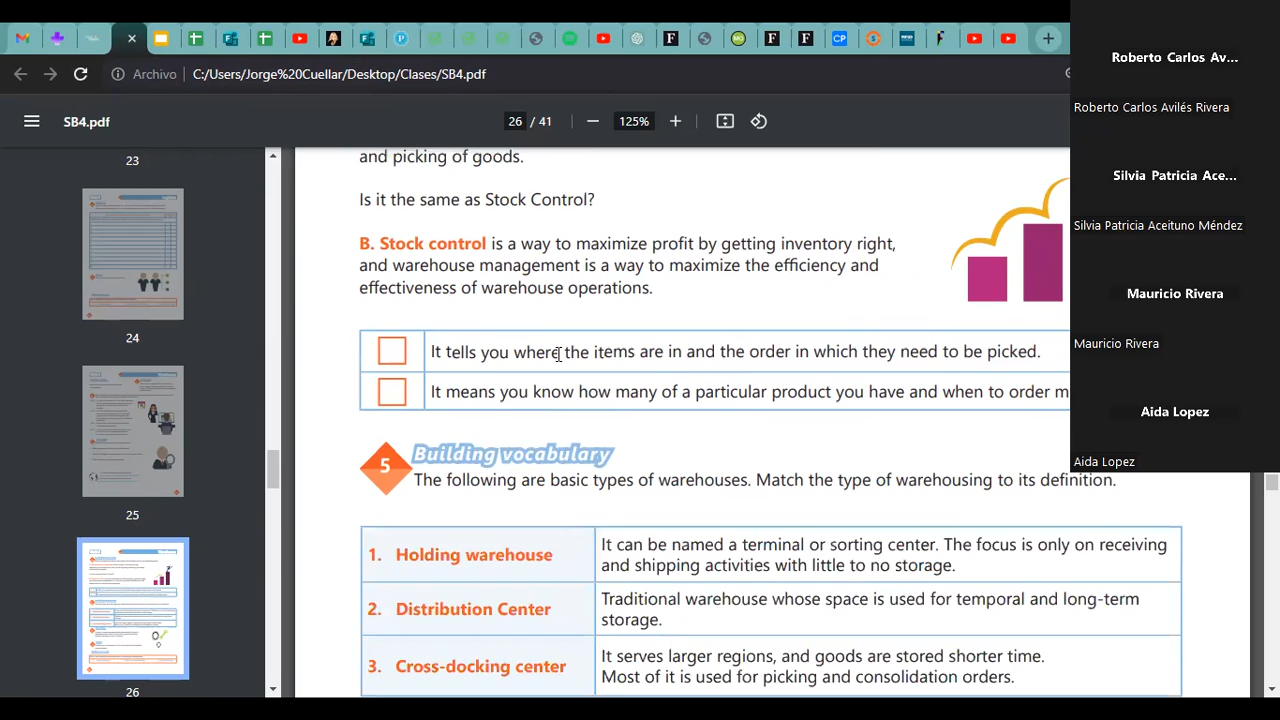 Archivo
C:/Users/Jorge%20Cuellar/Desktop/Clases/SB4.pdf
SB4.pdf
26 / 41
125%
23
24
25
26
and picking of goods.
Is it the same as Stock Control?
B. Stock control is a way to maximize profit by getting inventory right,
and warehouse management is a way to maximize the efficiency and
effectiveness of warehouse operations.
It tells you where the items are in and the order in which they need to be picked.
It means you know how many of a particular product you have and when to order m
5
Building vocabulary
The following are basic types of warehouses. Match the type of warehousing to its definition.
1. Holding warehouse
It can be named a terminal or sorting center. The focus is only on receiving
and shipping activities with little to no storage.
2. Distribution Center
Traditional warehouse where space is used for temporal and long-term
storage.
3. Cross-docking center
It serves larger regions, and goods are stored shorter time.
Most of it is used for picking and consolidation orders.
Roberto Carlos Av...
Roberto Carlos Avilés Rivera
Silvia Patricia Ace...
Silvia Patricia Aceituno Méndez
Mauricio Rivera
Mauricio Rivera
Aida Lopez
Aida Lopez